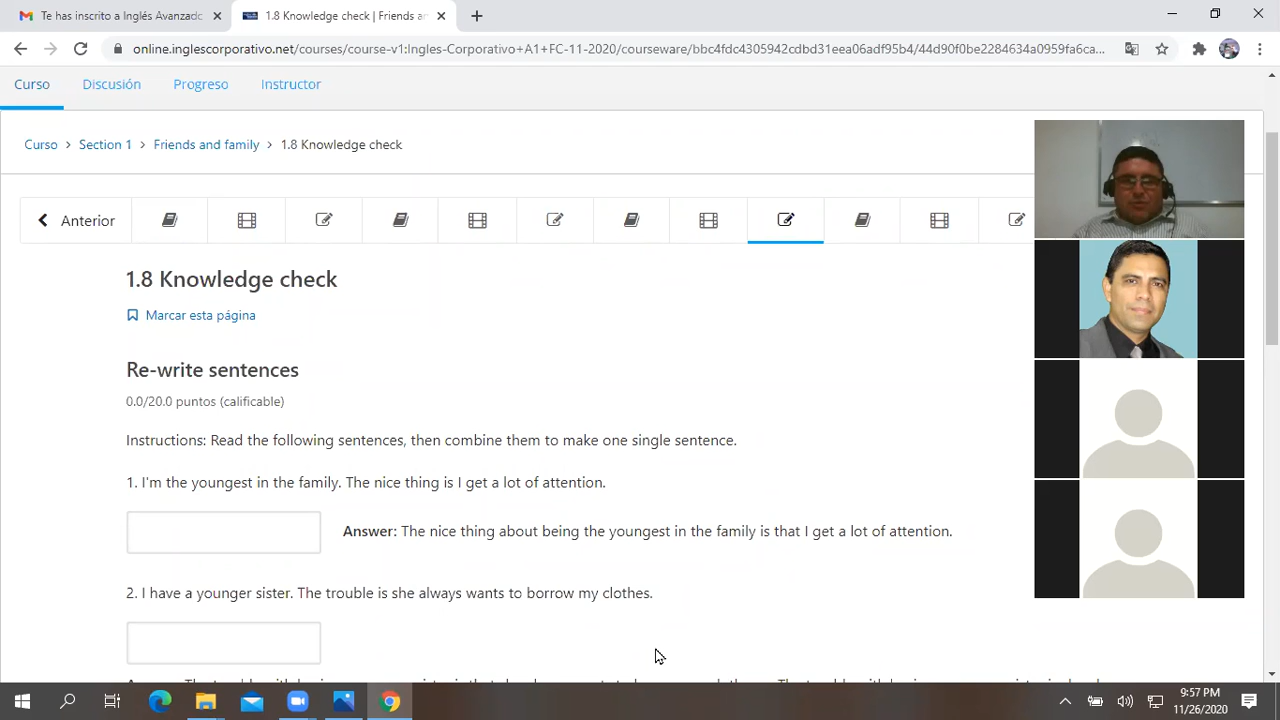 Te has inscrito a Inglés Avanzado
1.8 Knowledge check | Friends an
online.inglescorporativo.net/courses/course-v1:Ingles-Corporativo+A1+FC-11-2020/courseware/bbc4fdc4305942cdbd31eea06adf95b4/44d90f0be2284634a0959fa6ca...
Curso Discusión Progreso Instructor
Curso > Section 1 > Friends and family > 1.8 Knowledge check
Anterior
1.8 Knowledge check
Marcar esta página
Re-write sentences
0.0/20.0 puntos (calificable)
Instructions: Read the following sentences, then combine them to make one single sentence.
1. I'm the youngest in the family. The nice thing is I get a lot of attention.
Answer: The nice thing about being the youngest in the family is that I get a lot of attention.
2. I have a younger sister. The trouble is she always wants to borrow my clothes.
9:57 PM
11/26/2020